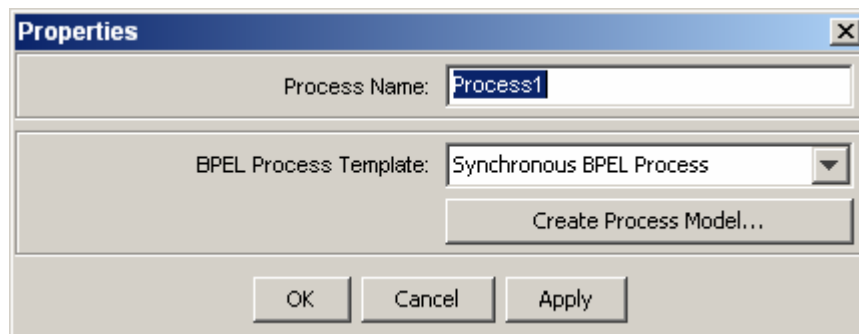 Properties
Process Name: Process1
BPEL Process Template: Synchronous BPEL Process
Create Process Model...
OK Cancel Apply